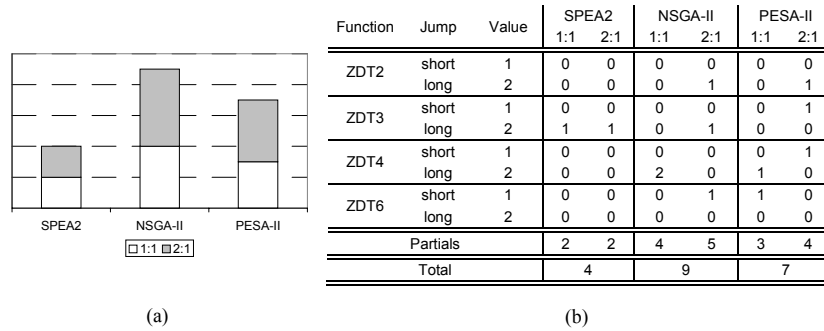 SPEA2 NSGA-II PESA-II
1:1 2:1
(a)
Function Jump Value SPEA2 NSGA-II PESA-II
1:1 2:1 1:1 2:1 1:1 2:1
ZDT2 short 1 0 0 0 0 0 0
long 2 0 0 0 1 0 1
ZDT3 short 1 0 0 0 0 0 1
long 2 1 1 0 1 0 0
ZDT4 short 1 0 0 0 0 0 1
long 2 0 0 2 0 1 0
ZDT6 short 1 0 0 0 1 1 0
long 2 0 0 0 0 0 0
Partials 2 2 4 5 3 4
Total 4 9 7
(b)